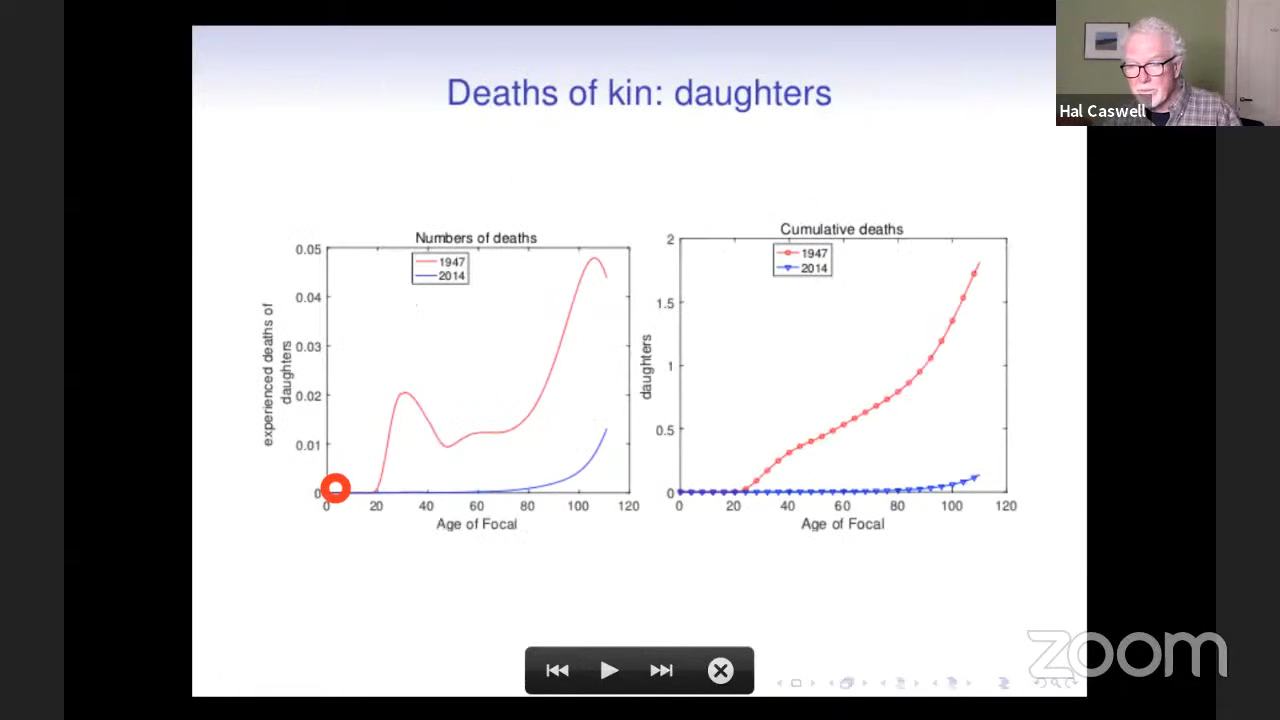 Deaths of kin: daughters
Hal Caswell
Numbers of deaths
1947
2014
0.05
0.04
0.03
0.02
0.01
0
experienced deaths of
daughters
0 20 40 60 80 100 120
Age of Focal
Cumulative deaths
1947
2014
2
1.5
1
0.5
0
daughters
0 20 40 60 80 100 120
Age of Focal
zoom